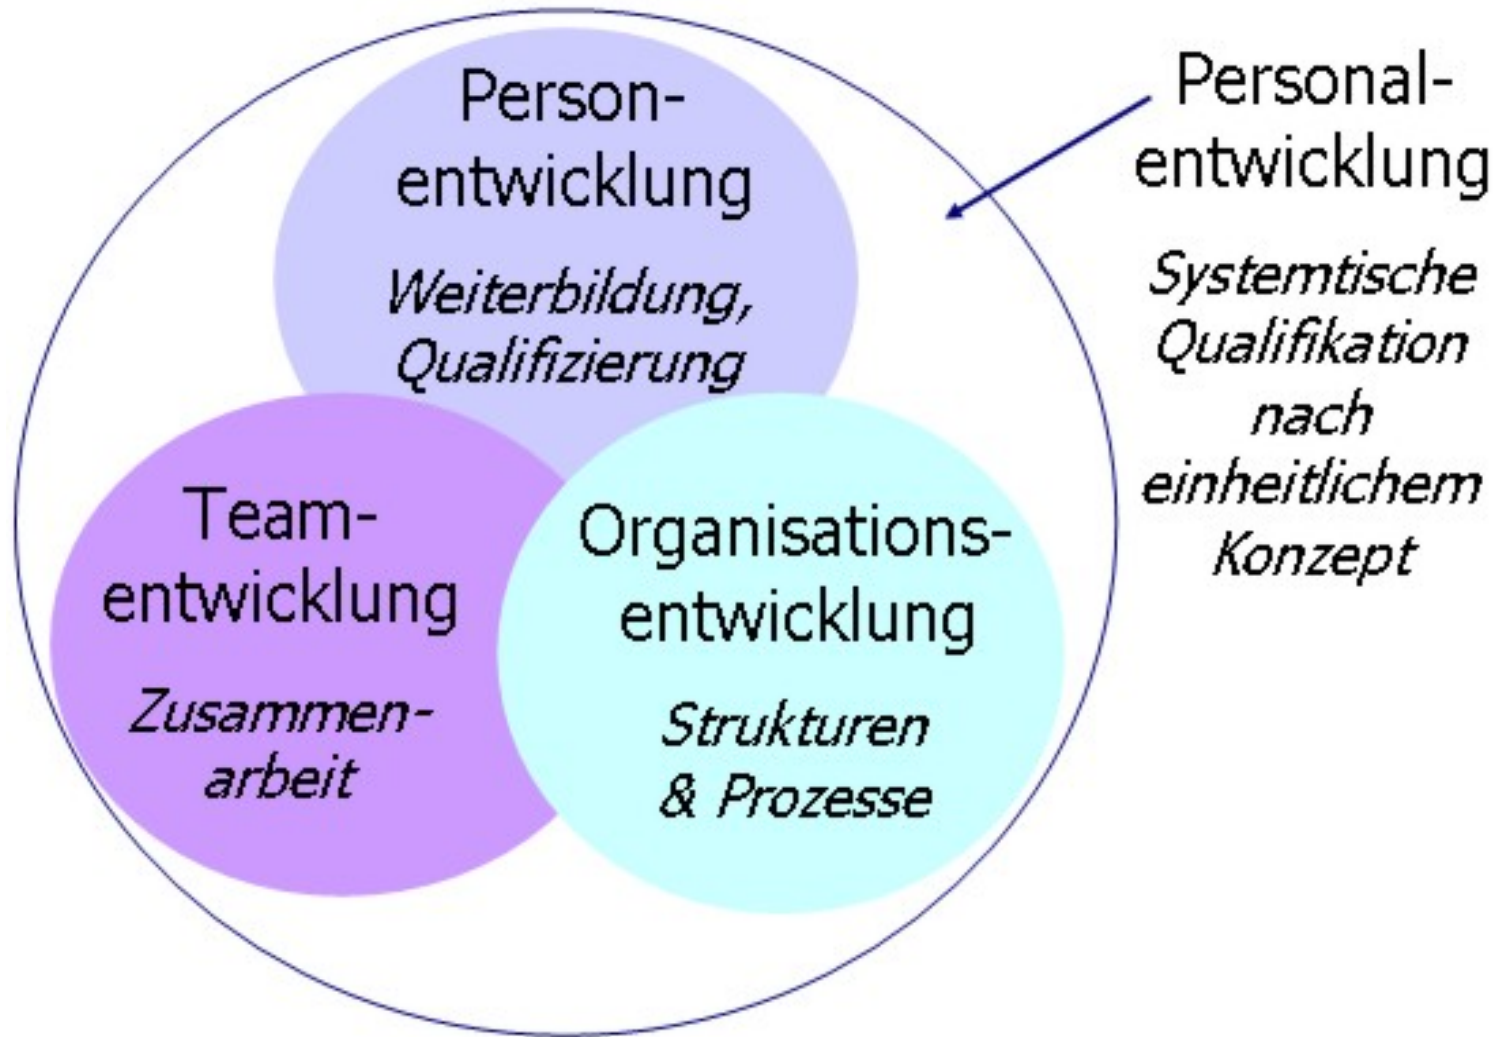 Person-
entwicklung
Weiterbildung,
Qualifizierung
Team-
entwicklung
Zusammen-
arbeit
Organisations-
entwicklung
Strukturen
& Prozesse
Personal-
entwicklung
Systemtische
Qualifikation
nach
einheitlichem
Konzept